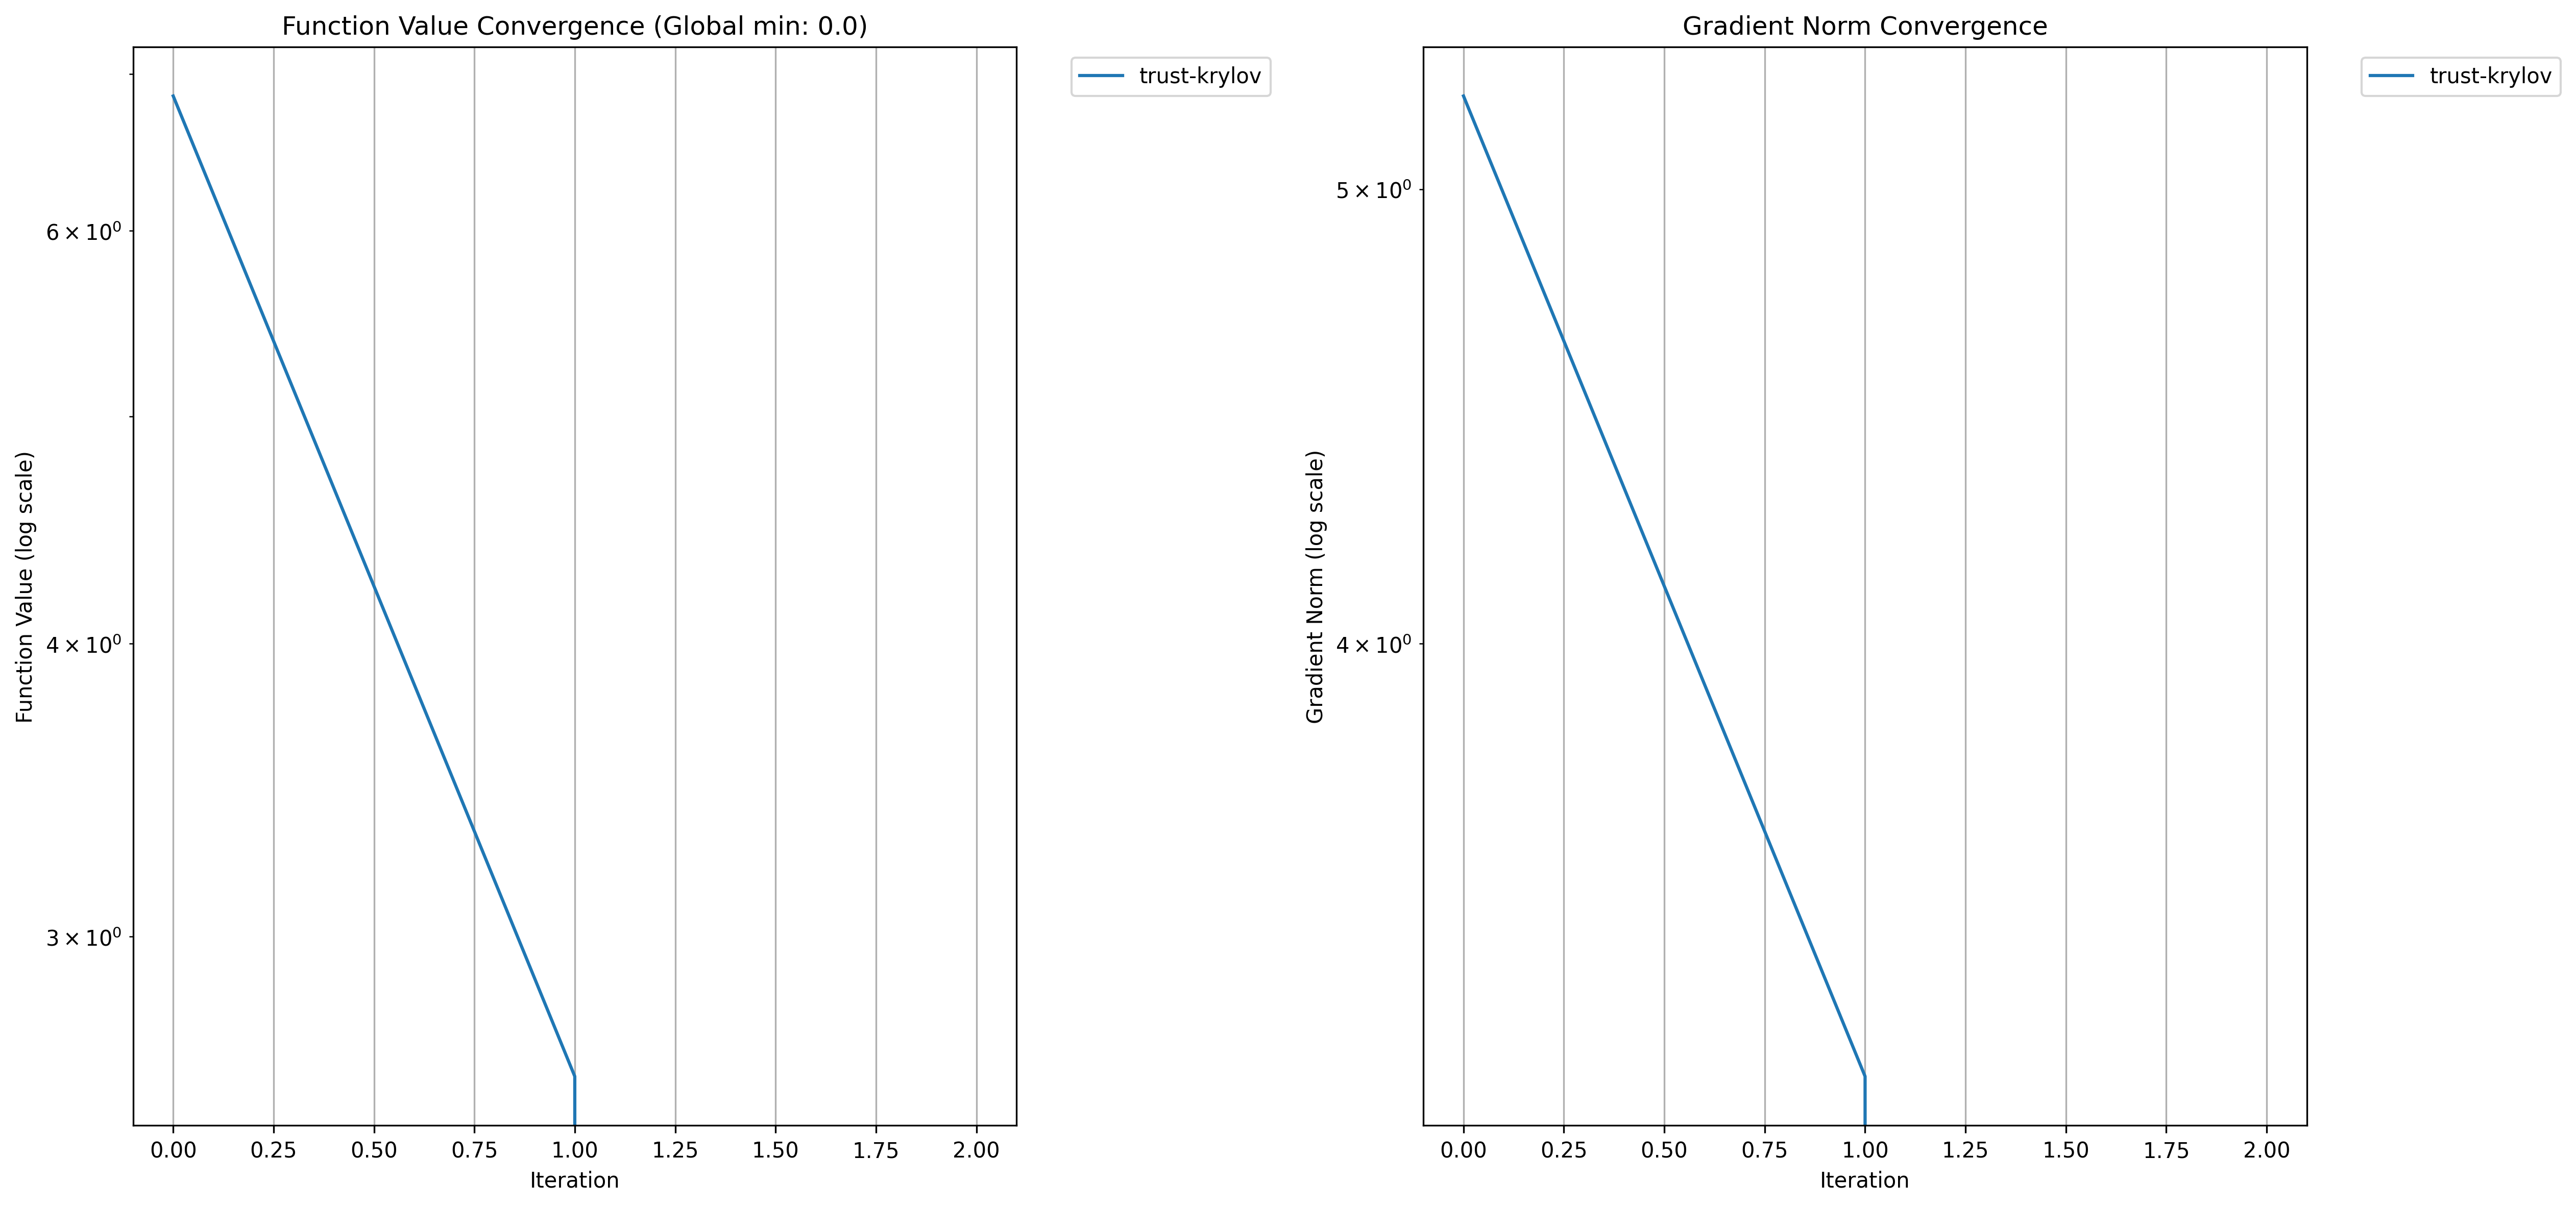 Function Value Convergence (Global min: 0.0)
trust-krylov
Function Value (log scale)
6 × 10⁰
4 × 10⁰
3 × 10⁰
0.00 0.25 0.50 0.75 1.00 1.25 1.50 1.75 2.00
Iteration
Gradient Norm Convergence
trust-krylov
Gradient Norm (log scale)
5 × 10⁰
4 × 10⁰
0.00 0.25 0.50 0.75 1.00 1.25 1.50 1.75 2.00
Iteration